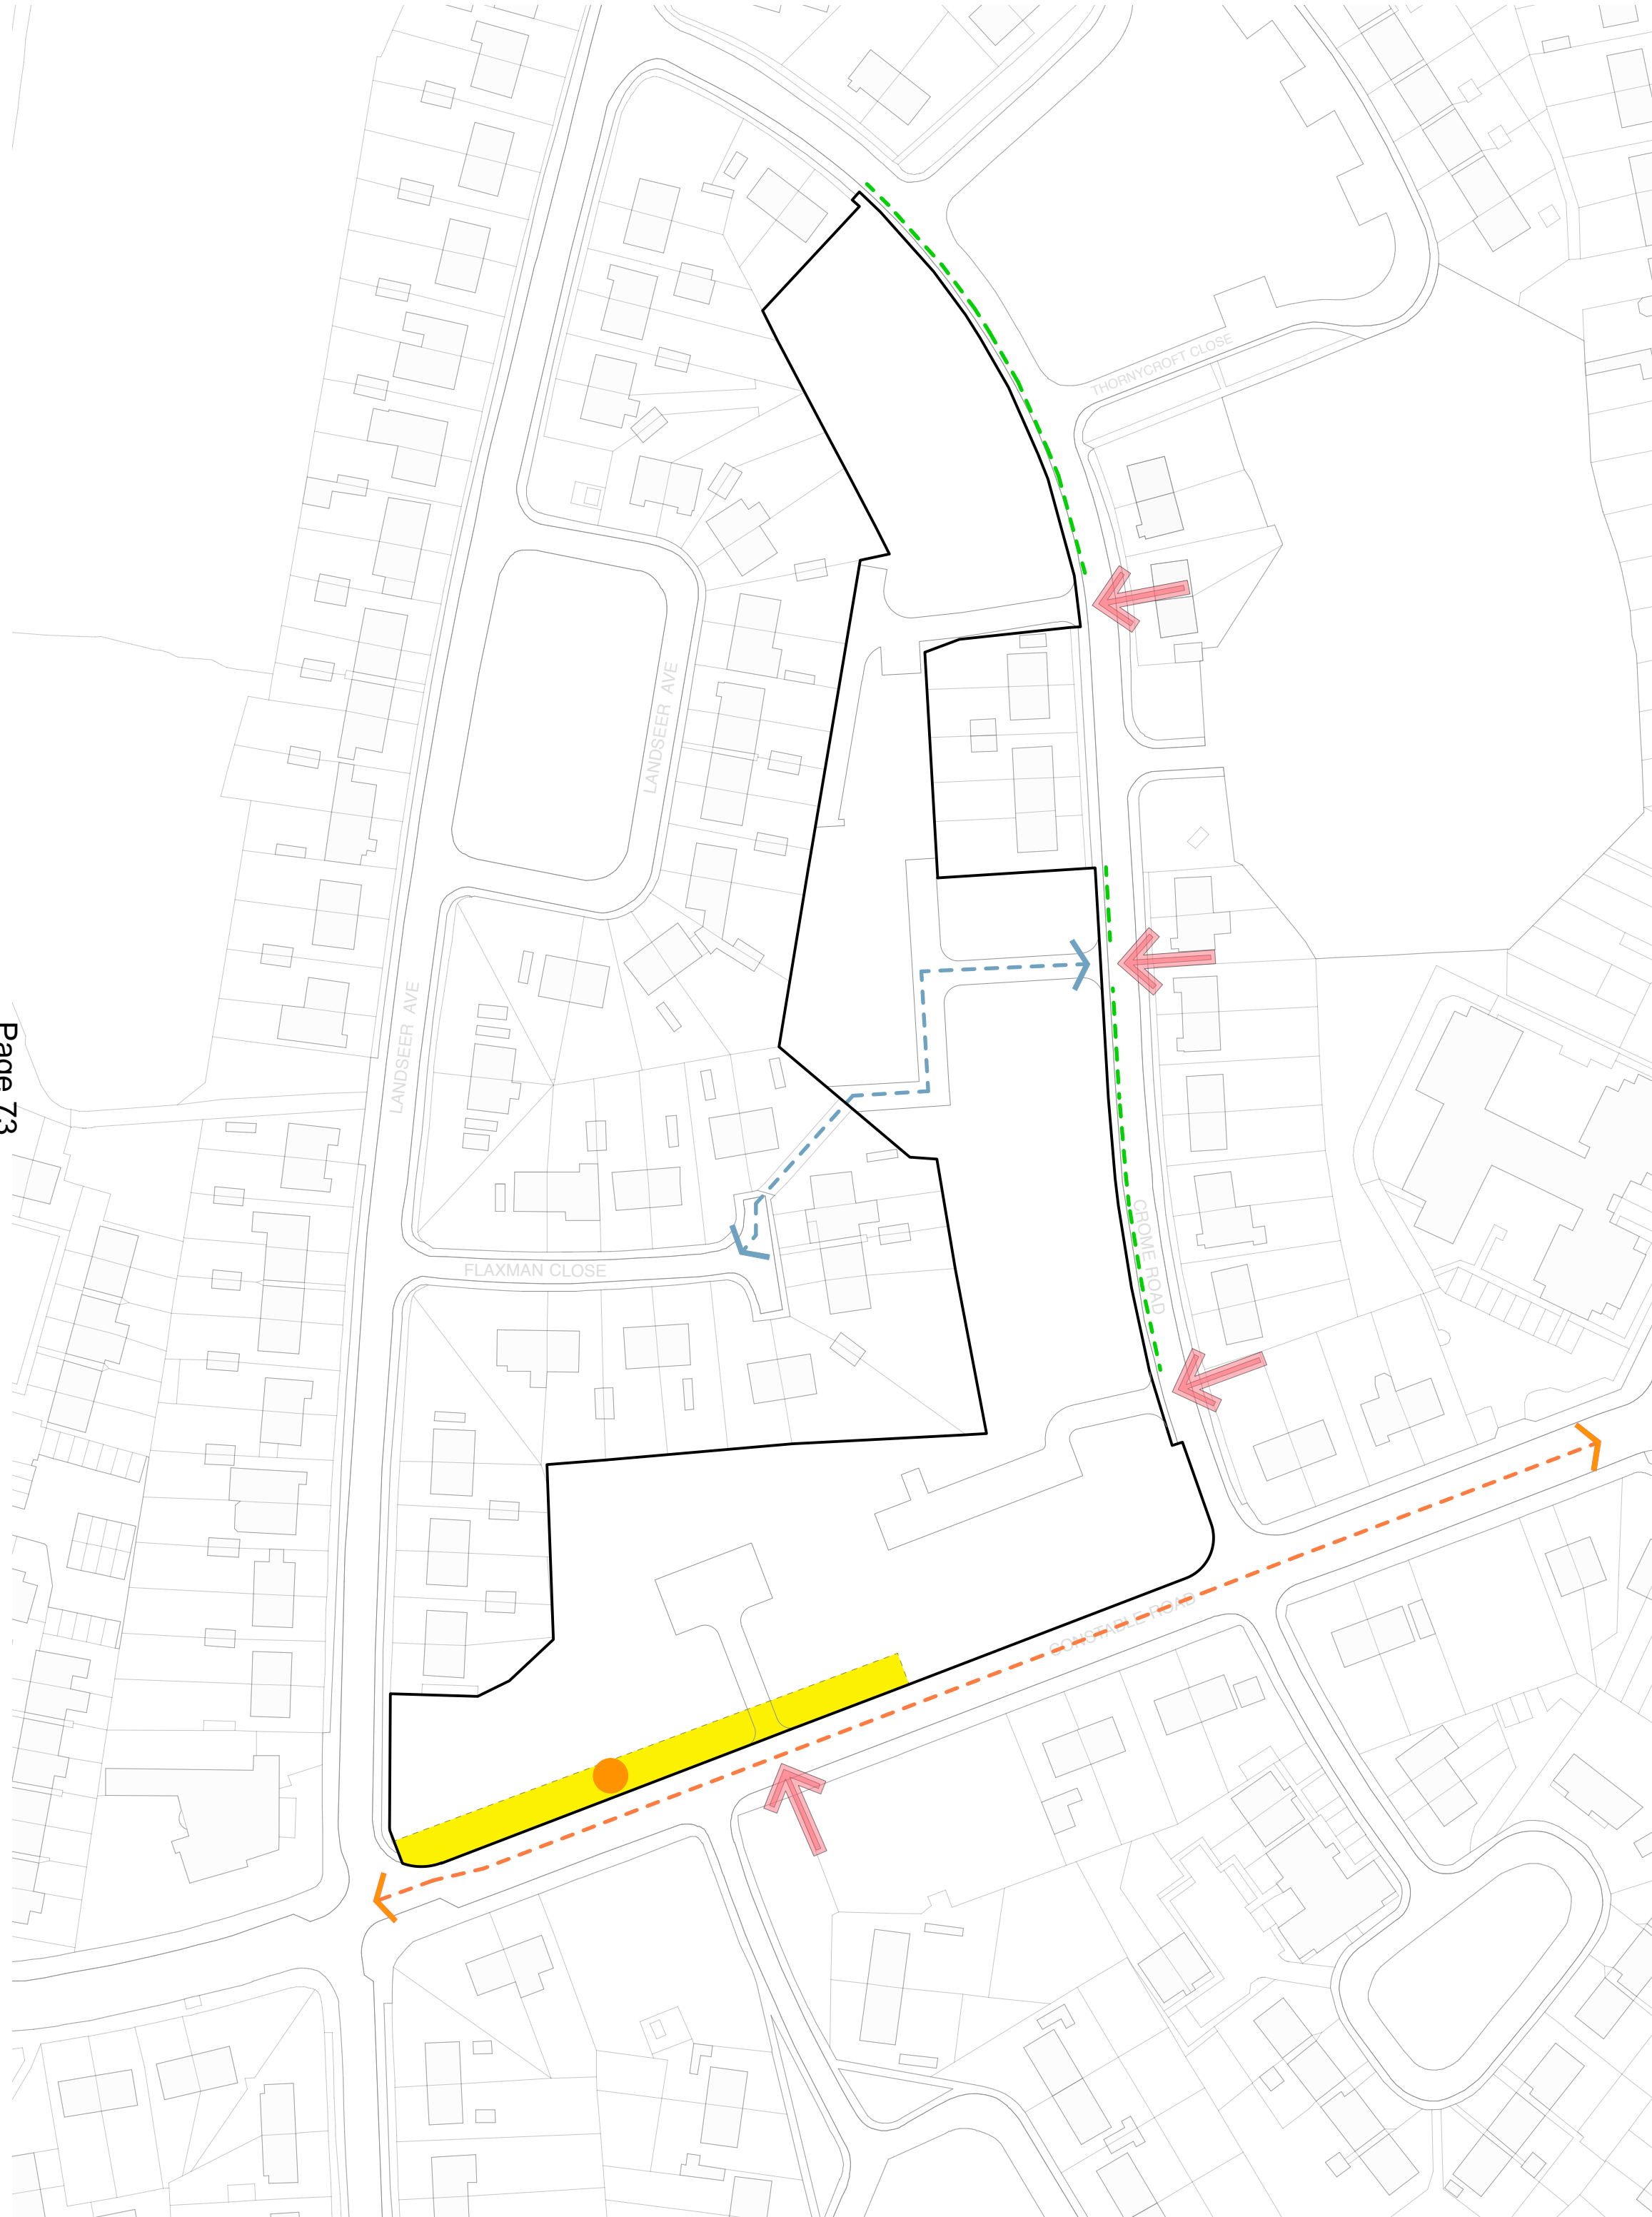 THORNYCROFT CLOSE
LANDSEER AVE
LANDSEER AVE
Page 73
CROME ROAD
FLAXMAN CLOSE
CONSTABLE ROAD